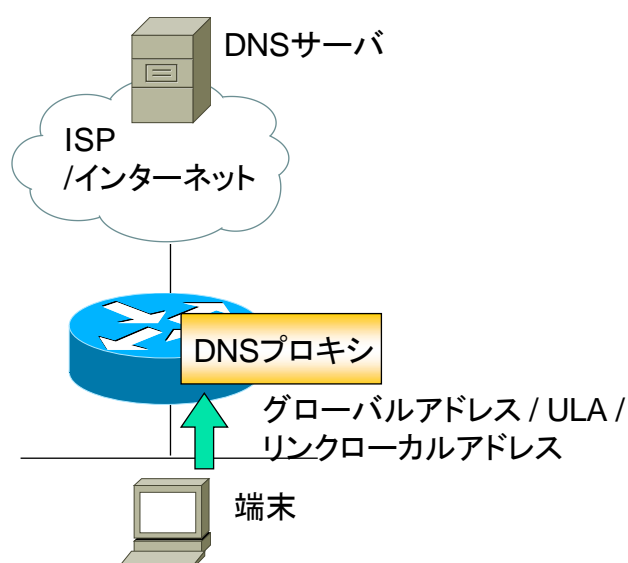 DNSサーバ
ISP
/インターネット
DNSプロキシ
グローバルアドレス / ULA /
リンクローカルアドレス
端末